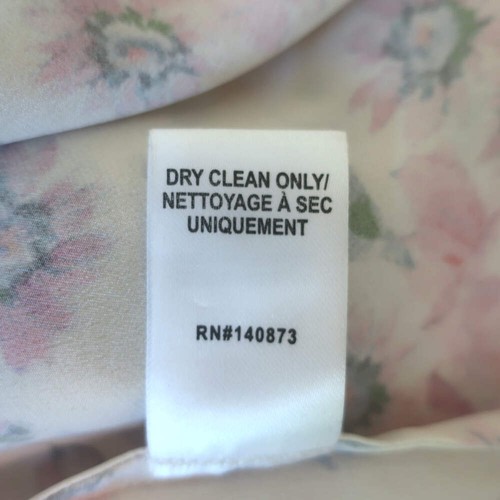 DRY CLEAN ONLY/
NETTOYAGE À SEC
UNIQUEMENT
RN#140873